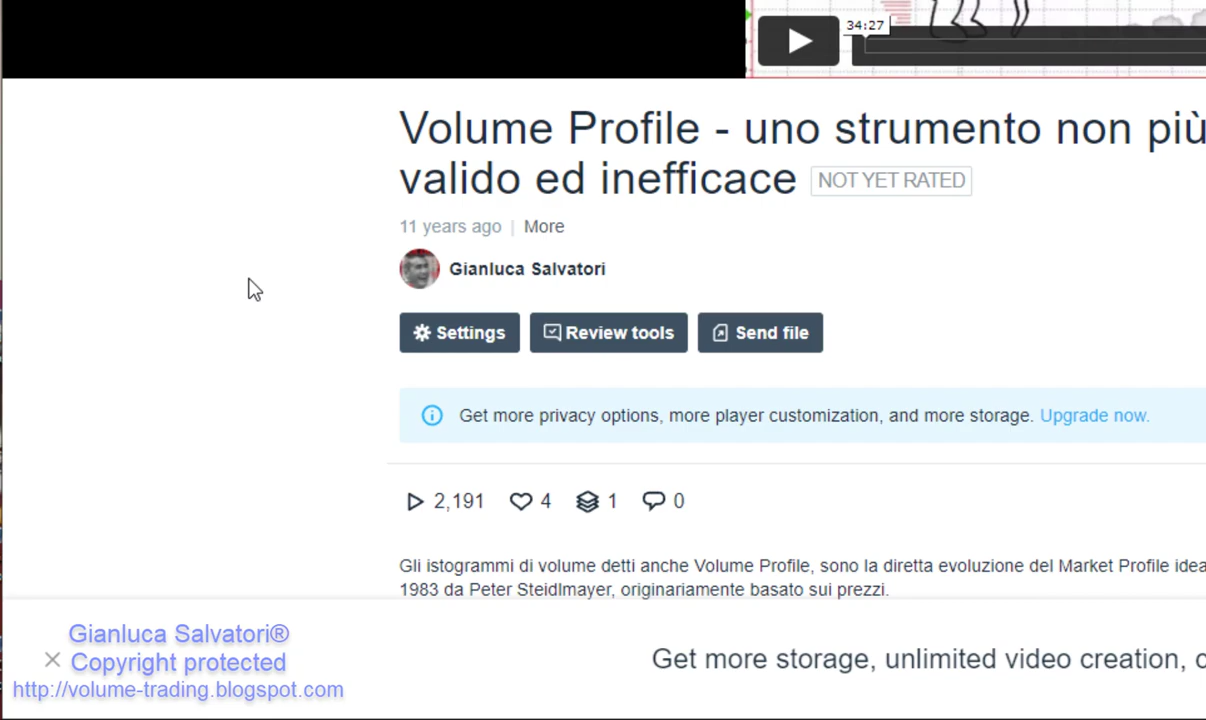 34:27
Volume Profile - uno strumento non più
valido ed inefficace NOT YET RATED
11 years ago | More
Gianluca Salvatori
Settings Review tools Send file
Get more privacy options, more player customization, and more storage. Upgrade now.
2,191 4 1 0
Gli istogrammi di volume detti anche Volume Profile, sono la diretta evoluzione del Market Profile idea
1983 da Peter Steidlmayer, originariamente basato sui prezzi.
Gianluca Salvatori®
Copyright protected
http://volume-trading.blogspot.com
Get more storage, unlimited video creation, c